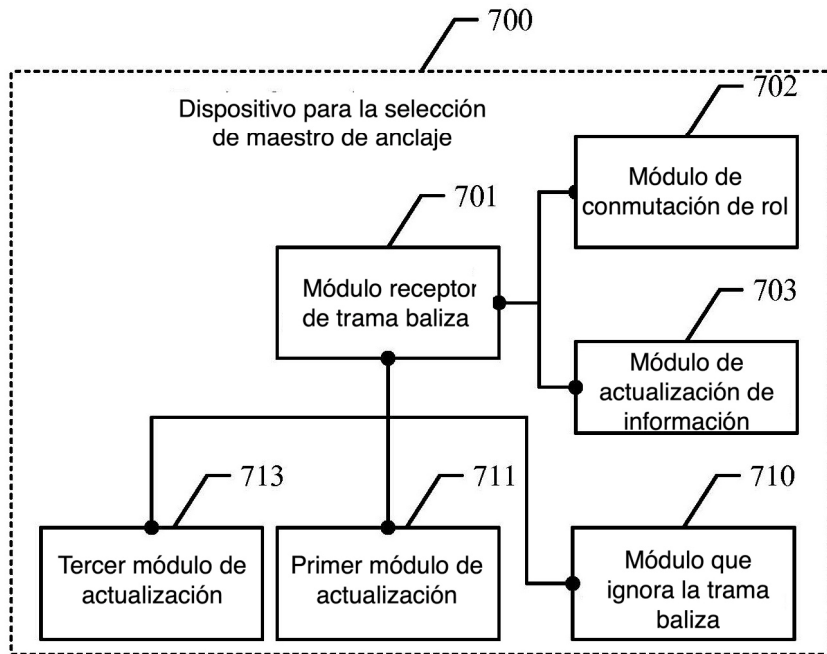 700
Dispositivo para la selección
de maestro de anclaje
702
Módulo de
conmutación de rol
701
Módulo receptor
de trama baliza
703
Módulo de
actualización de
información
713
Tercer módulo de
actualización
711
Primer módulo de
actualización
710
Módulo que
ignora la trama
baliza